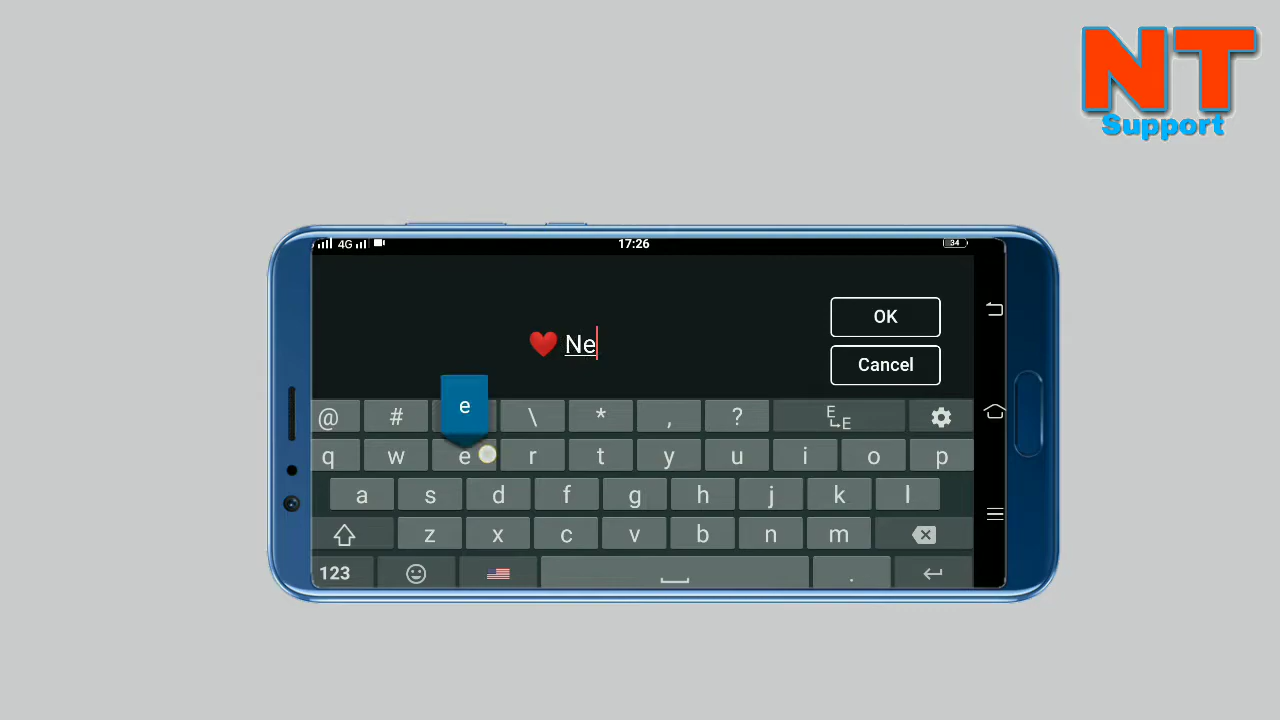 NT
Support
4G 17:26 34
OK
❤️ Ne
Cancel
e
@ # \ * , ? E E
q w e r t y u i o p
a s d f g h j k l
z x c v b n m
123 .